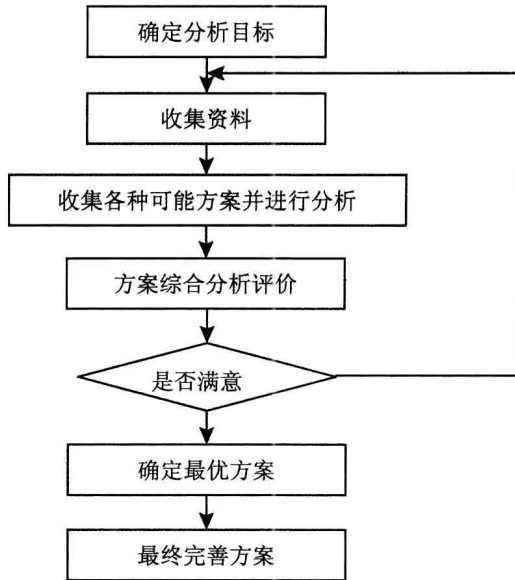 确定分析目标
收集资料
收集各种可能方案并进行分析
方案综合分析评价
是否满意
确定最优方案
最终完善方案